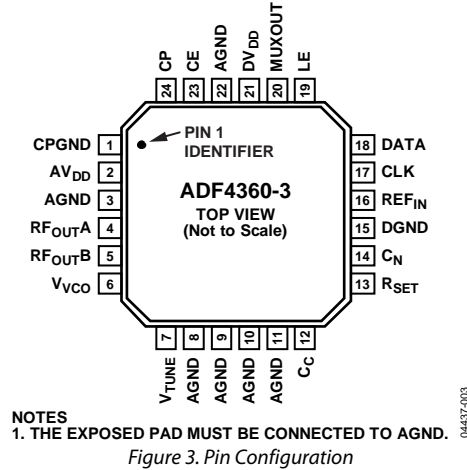 CP
CE
AGND
DVDD
MUXOUT
LE
24
23
22
21
20
19
CPGND 1
AVDD 2
AGND 3
RFOUTA 4
RFOUTB 5
VVCO 6
PIN 1
IDENTIFIER
ADF4360-3
TOP VIEW
(Not to Scale)
18 DATA
17 CLK
16 REFIN
15 DGND
14 CN
13 RSET
7
8
9
10
11
12
VTUNE
AGND
AGND
AGND
AGND
CC
NOTES
1. THE EXPOSED PAD MUST BE CONNECTED TO AGND.
04437-003
Figure 3. Pin Configuration